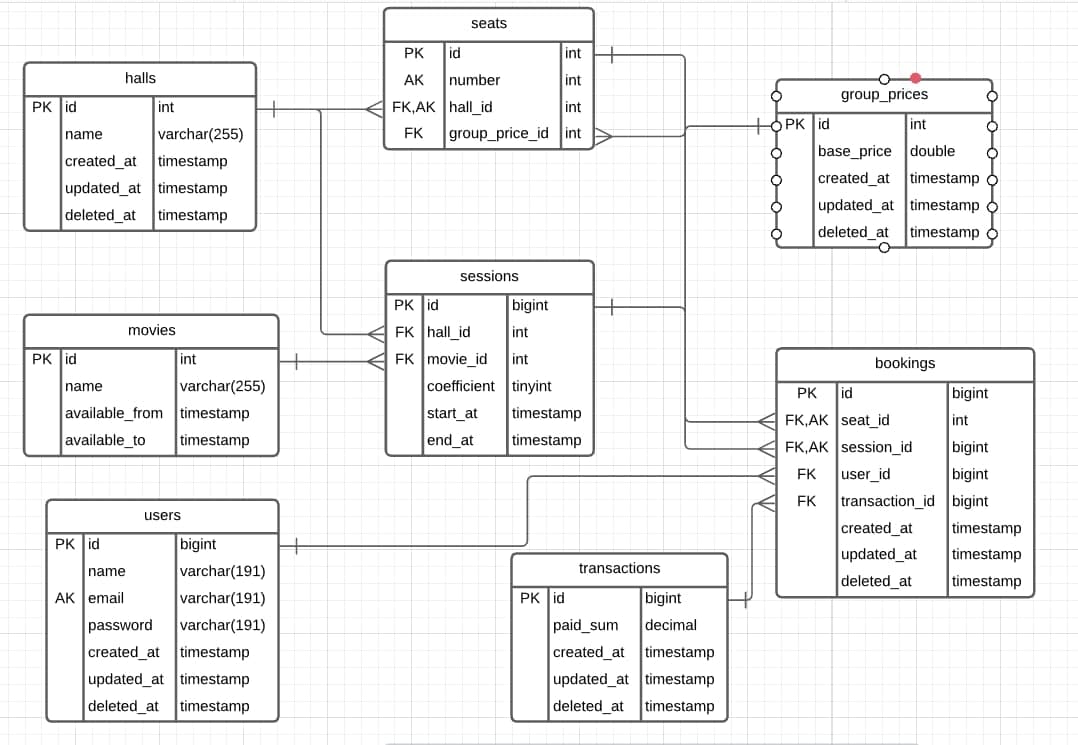 seats
PK id int
AK number int
FK,AK hall_id int
FK group_price_id int
halls
PK id int
name varchar(255)
created_at timestamp
updated_at timestamp
deleted_at timestamp
group_prices
PK id int
base_price double
created_at timestamp
updated_at timestamp
deleted_at timestamp
sessions
PK id bigint
FK hall_id int
FK movie_id int
coefficient tinyint
start_at timestamp
end_at timestamp
movies
PK id int
name varchar(255)
available_from timestamp
available_to timestamp
bookings
PK id bigint
FK,AK seat_id int
FK,AK session_id bigint
FK user_id bigint
FK transaction_id bigint
created_at timestamp
updated_at timestamp
deleted_at timestamp
users
PK id bigint
name varchar(191)
AK email varchar(191)
password varchar(191)
created_at timestamp
updated_at timestamp
deleted_at timestamp
transactions
PK id bigint
paid_sum decimal
created_at timestamp
updated_at timestamp
deleted_at timestamp